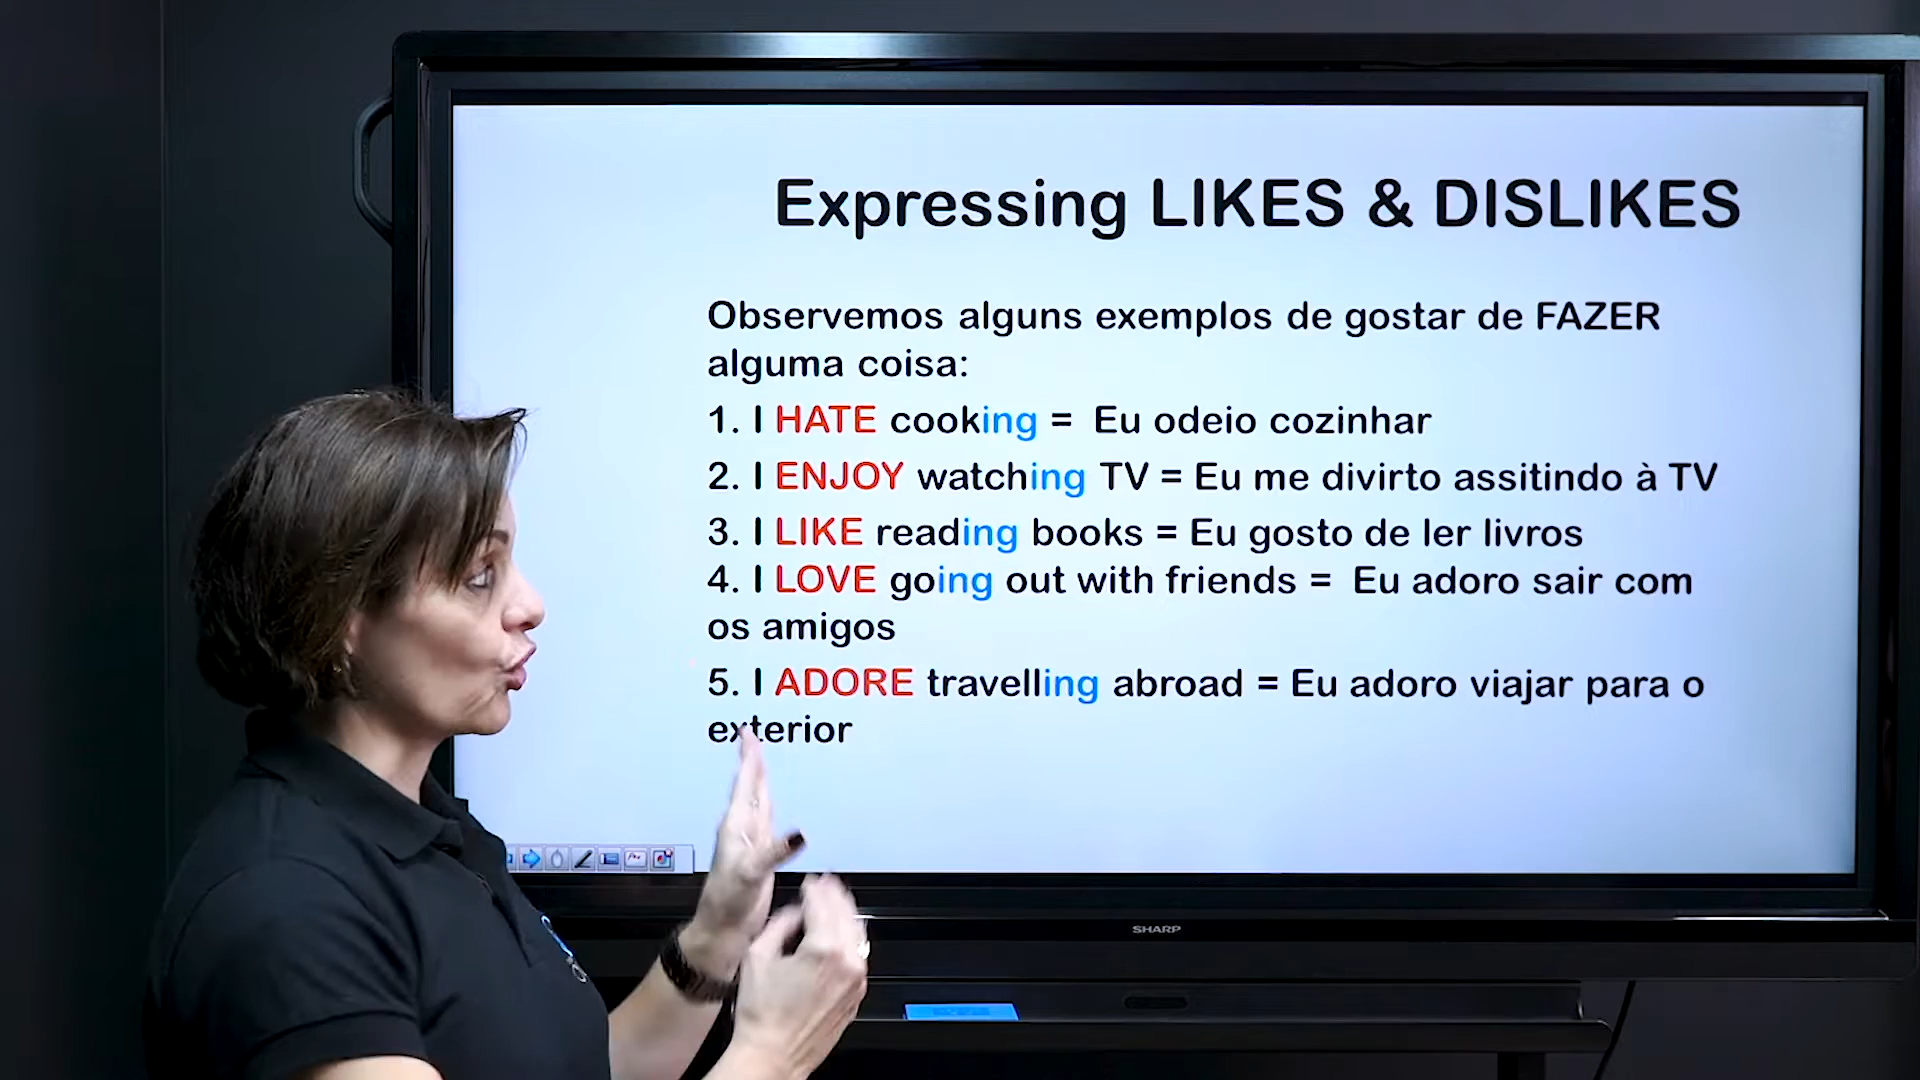 Expressing LIKES & DISLIKES
Observemos alguns exemplos de gostar de FAZER
alguma coisa:
1. I HATE cooking = Eu odeio cozinhar
2. I ENJOY watching TV = Eu me divirto assitindo à TV
3. I LIKE reading books = Eu gosto de ler livros
4. I LOVE going out with friends = Eu adoro sair com
os amigos
5. I ADORE travelling abroad = Eu adoro viajar para o
exterior
SHARP